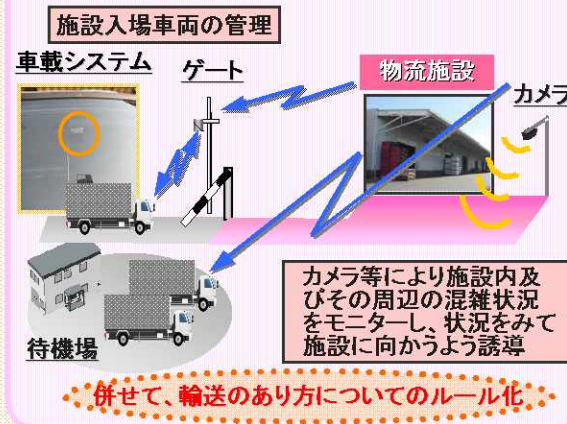 施設入場車両の管理
車載システム
ゲート
物流施設
カメラ
待機場
カメラ等により施設内及
びその周辺の混雑状況
をモニターし、状況をみて
施設に向かうよう誘導
併せて、輸送のあり方についてのルール化